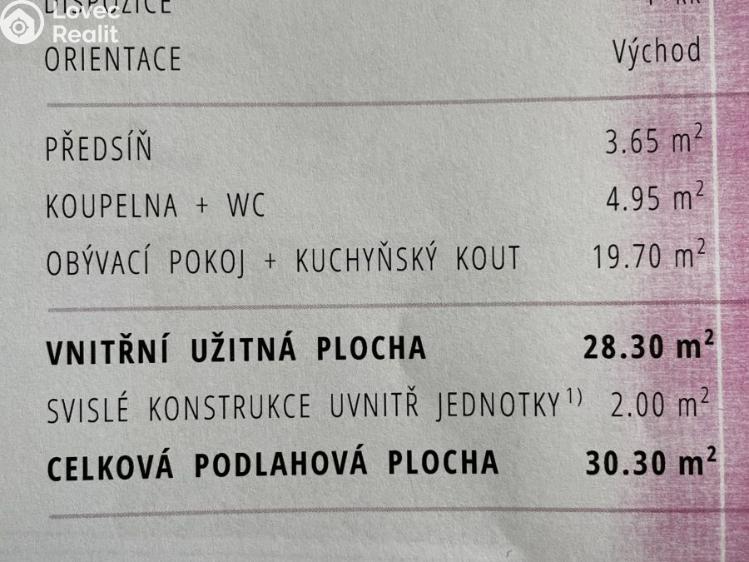 Lovec
Realit
DISPOZICE
ORIENTACE Východ
PŘEDSÍŇ 3.65 m²
KOUPELNA + WC 4.95 m²
OBÝVACÍ POKOJ + KUCHYŇSKÝ KOUT 19.70 m²
VNITŘNÍ UŽITNÁ PLOCHA 28.30 m²
SVISLÉ KONSTRUKCE UVNITŘ JEDNOTKY¹⁾ 2.00 m²
CELKOVÁ PODLAHOVÁ PLOCHA 30.30 m²